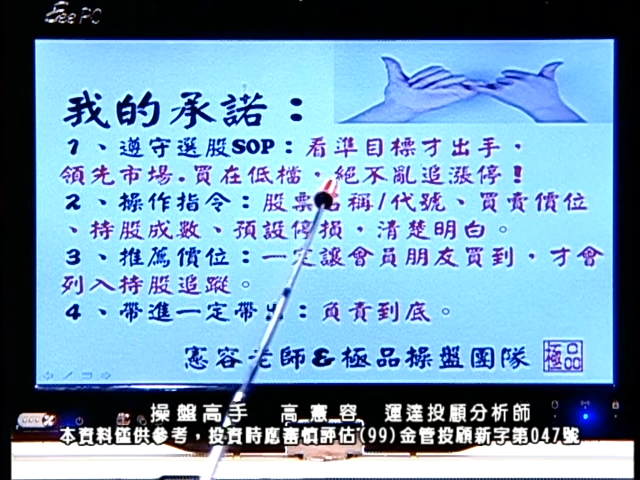 Eee PC
我的承諾：
1、遵守選股SOP：看準目標才出手，
領先市場.買在低檔，絕不亂追漲停！
2、操作指令：股票名稱/代號、買賣價位
、持股成數、預設停損，清楚明白。
3、推薦價位：一定讓會員朋友買到，才會
列入持股追蹤。
4、帶進一定帶出：負責到底。
憲容老師&極品操盤團隊
極品
操盤高手 高憲容 運達投顧分析師
本資料僅供參考，投資時應審慎評估(99)金管投顧新字第047號